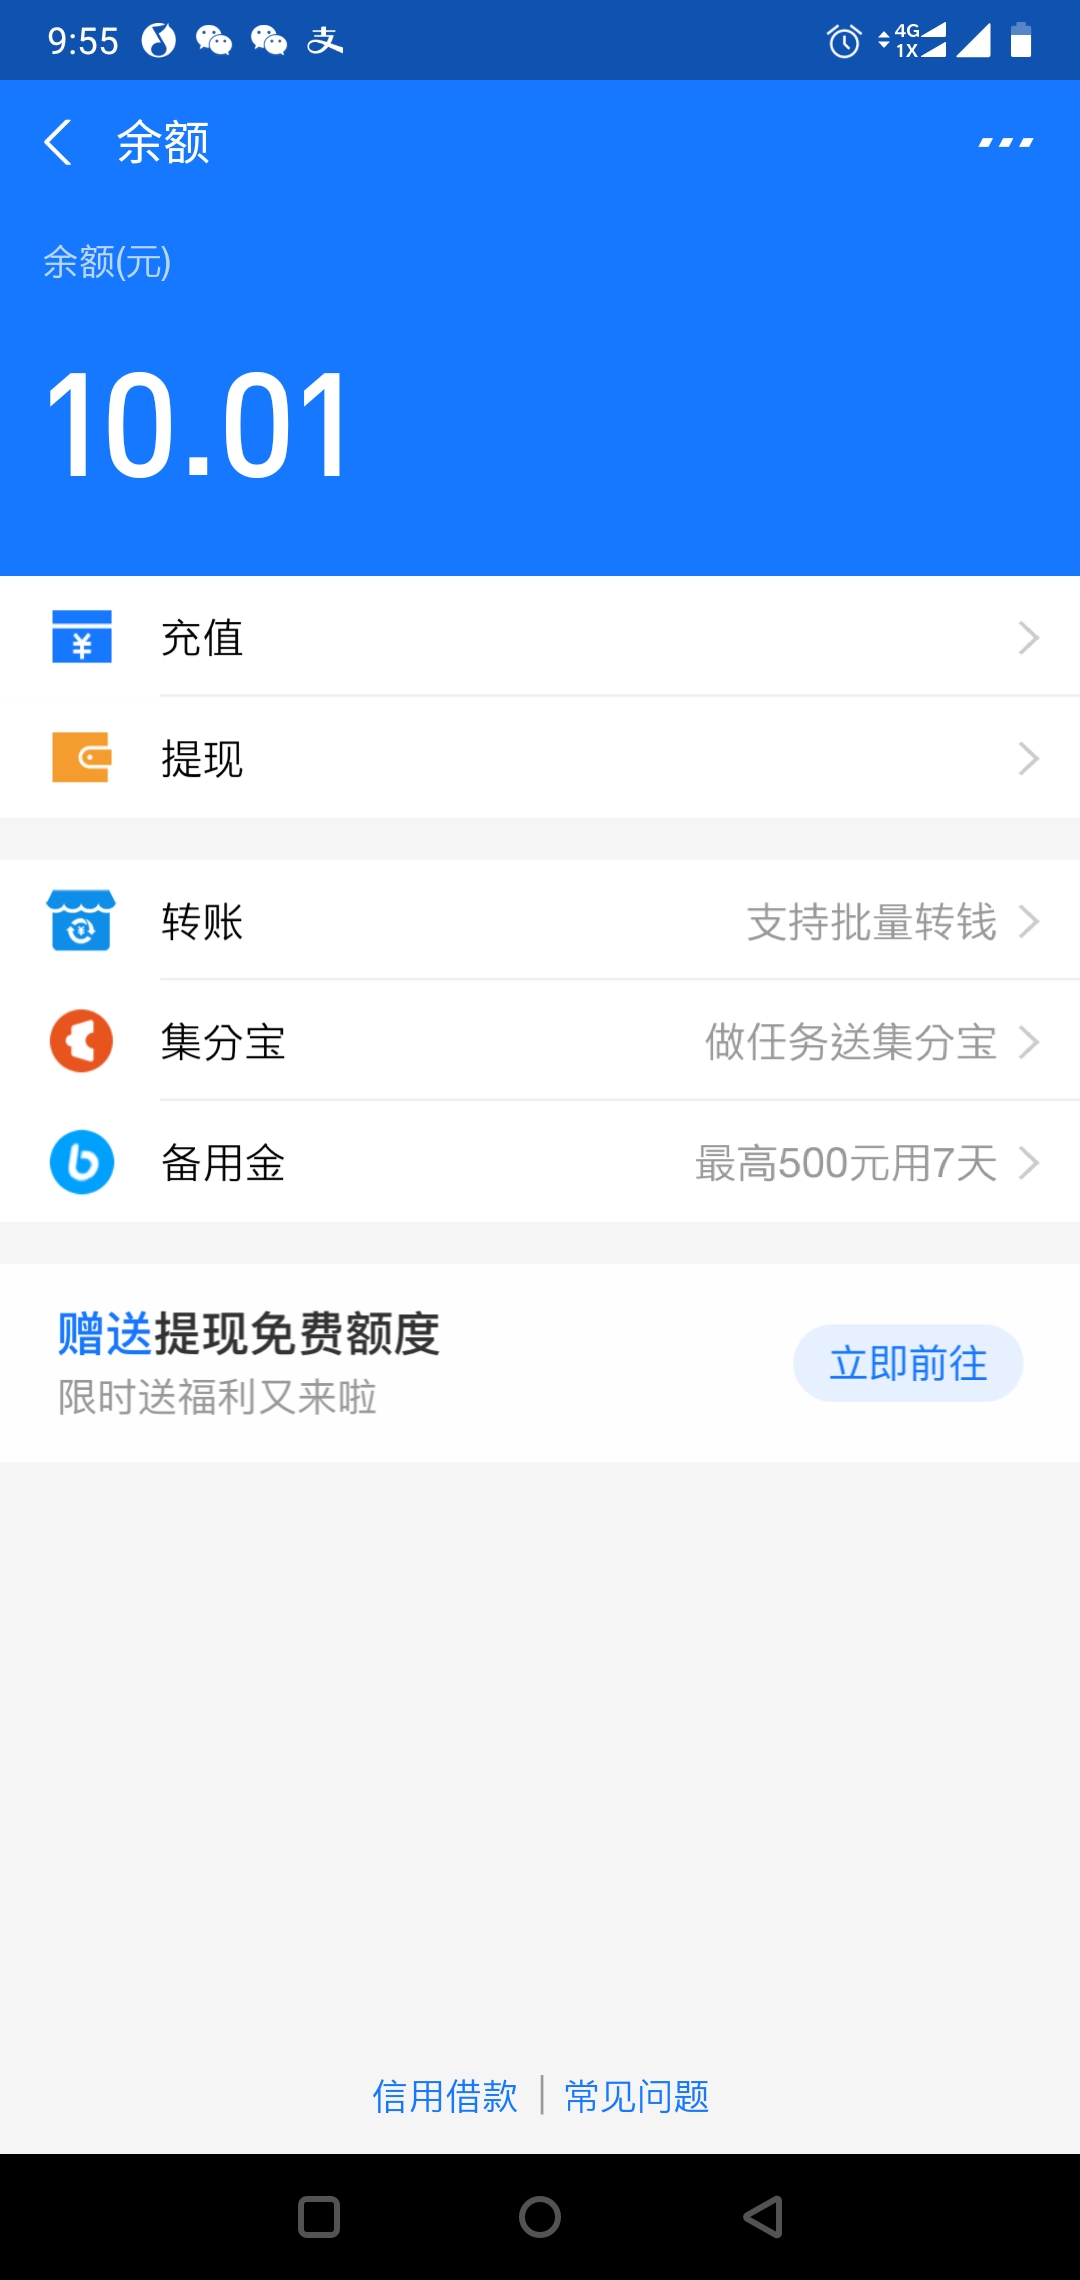 9:55
4G
1X
余额
余额(元)
10.01
充值
提现
转账 支持批量转钱
集分宝 做任务送集分宝
备用金 最高500元用7天
赠送提现免费额度
限时送福利又来啦
立即前往
信用借款 | 常见问题